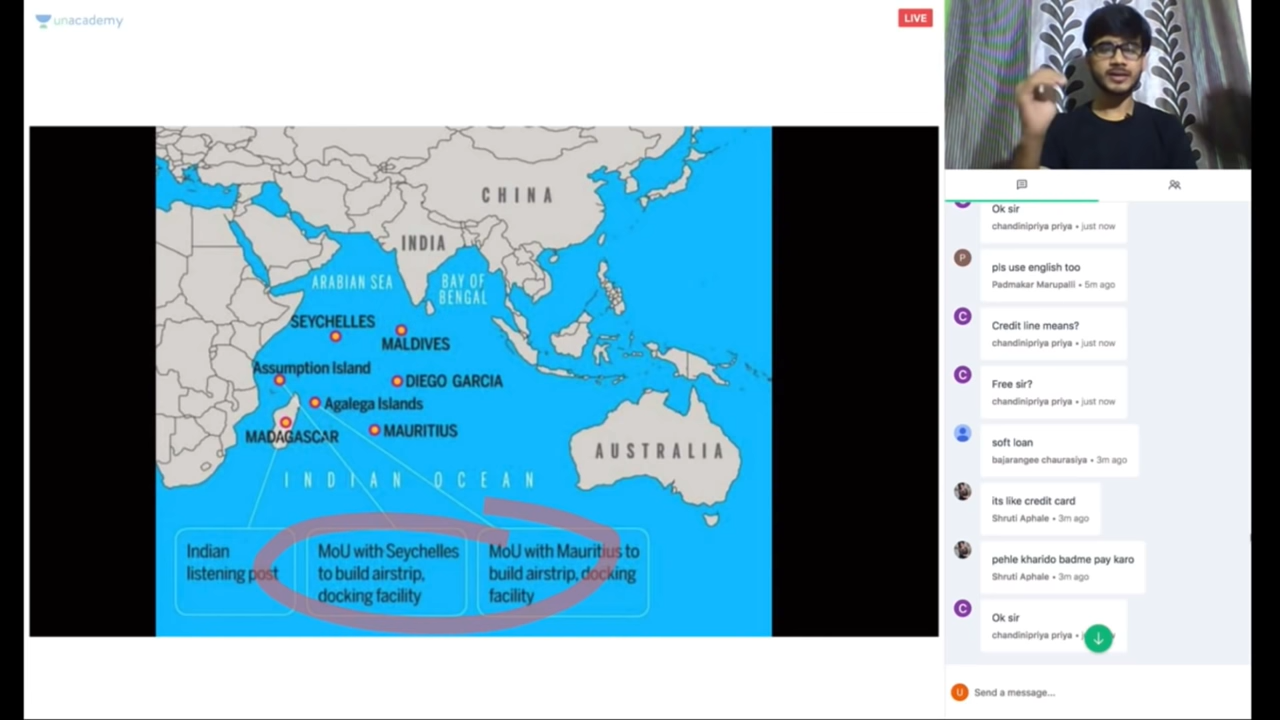 unacademy
LIVE
CHINA
INDIA
ARABIAN SEA
BAY OF
BENGAL
SEYCHELLES
MALDIVES
Assumption Island
DIEGO GARCIA
Agalega Islands
MADAGASCAR
MAURITIUS
AUSTRALIA
INDIAN OCEAN
Indian
listening post
MoU with Seychelles
to build airstrip,
docking facility
MoU with Mauritius to
build airstrip, docking
facility
C
Ok sir
chandinipriya priya • just now
P
pls use english too
Padmakar Marupalli • 5m ago
C
Credit line means?
chandinipriya priya • just now
C
Free sir?
chandinipriya priya • just now
soft loan
bajarangee chaurasiya • 3m ago
its like credit card
Shruti Aphale • 3m ago
pehle kharido badme pay karo
Shruti Aphale • 3m ago
C
Ok sir
chandinipriya priya •
U
Send a message...